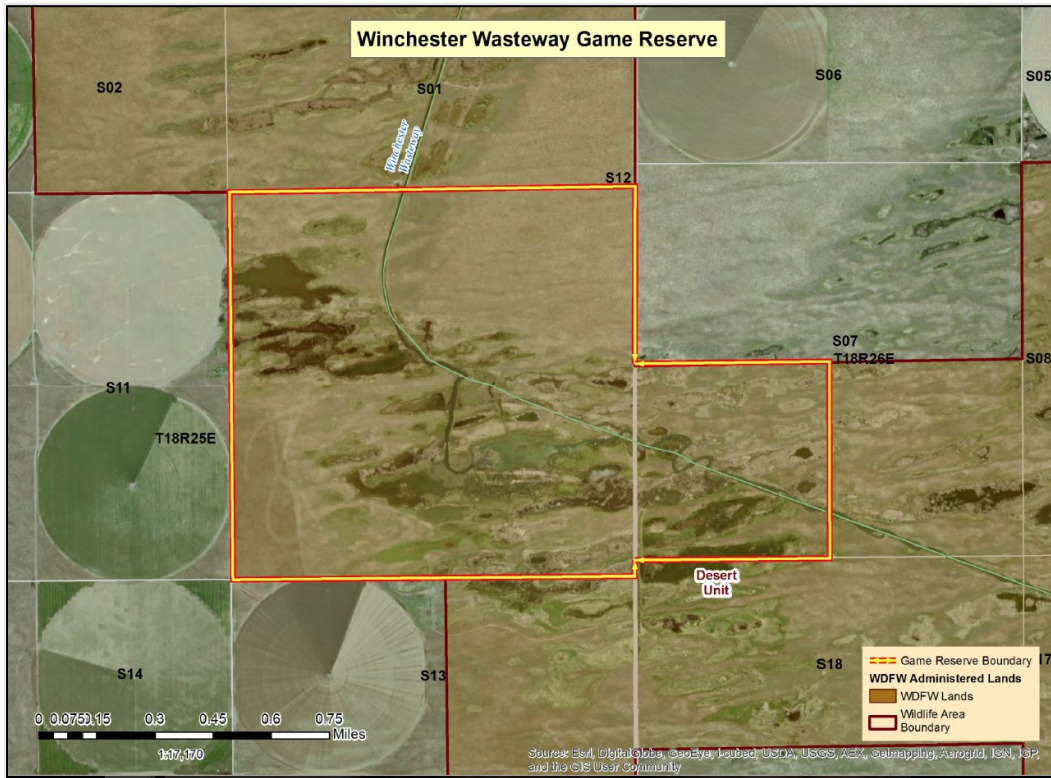 Winchester Wasteway Game Reserve
S02
S01
S06
S05
Winchester
Wasteway
S12
S07
T18R26E
S08
S11
T18R25E
Desert
Unit
S14
S13
S18
17
0 0.075 0.15 0.3 0.45 0.6 0.75
Miles
1:17,170
Game Reserve Boundary
WDFW Administered Lands
WDFW Lands
Wildlife Area
Boundary
Source: Esri, DigitalGlobe, GeoEye, i-cubed, USDA, USGS, AEX, Getmapping, Aerogrid, IGN, IGP,
and the GIS User Community